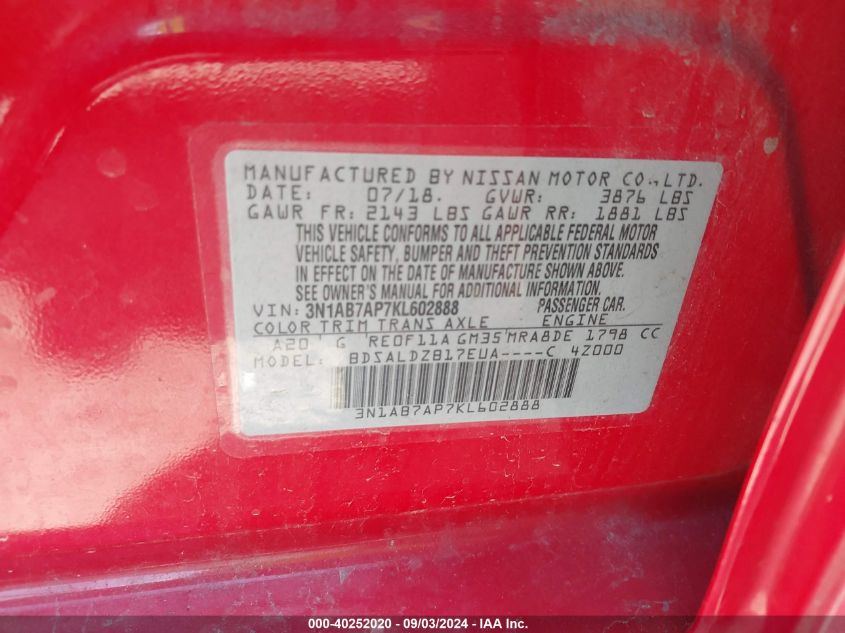 MANUFACTURED BY NISSAN MOTOR CO., LTD.
DATE: 07/18. GVWR: 3876 LBS
GAWR FR: 2143 LBS GAWR RR: 1881 LBS
THIS VEHICLE CONFORMS TO ALL APPLICABLE FEDERAL MOTOR
VEHICLE SAFETY, BUMPER AND THEFT PREVENTION STANDARDS
IN EFFECT ON THE DATE OF MANUFACTURE SHOWN ABOVE.
SEE OWNER'S MANUAL FOR ADDITIONAL INFORMATION.
VIN: 3N1AB7AP7KL602888 PASSENGER CAR.
COLOR TRIM TRANS AXLE ENGINE
A20 G RE0F11A GM35 MRA8DE 1798 CC
MODEL: BDSALDZB17EUA----C 4Z000
3N1AB7AP7KL602888
000-40252020 - 09/03/2024 - IAAI.COM